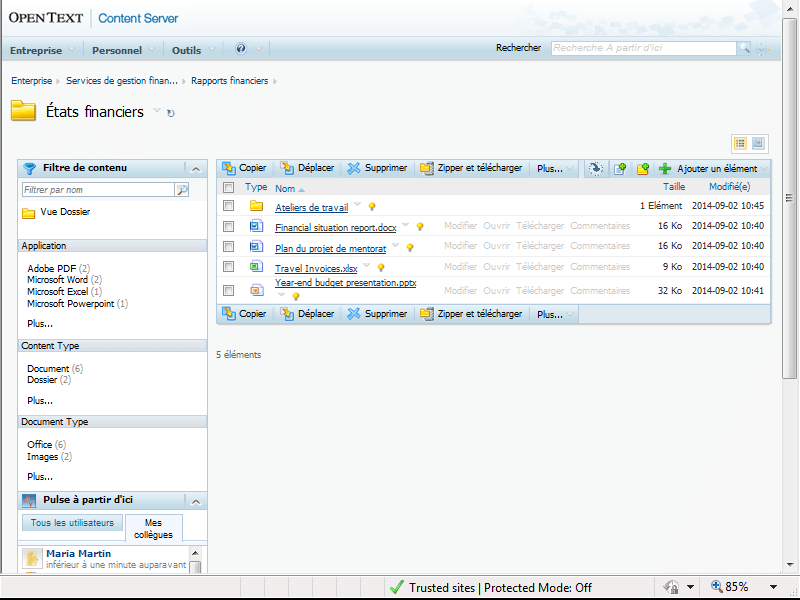 OPEN TEXT | Content Server
Entreprise Personnel Outils
Rechercher Recherche A partir d'ici
Entreprise Services de gestion finan... Rapports financiers
États financiers
Filtre de contenu
Filtrer par nom
Vue Dossier
Application
Adobe PDF (2)
Microsoft Word (2)
Microsoft Excel (1)
Microsoft Powerpoint (1)
Plus...
Content Type
Document (6)
Dossier (2)
Plus...
Document Type
Office (6)
Images (2)
Plus...
Pulse à partir d'ici
Tous les utilisateurs Mes collègues
Maria Martin
inférieur à une minute auparavant
Copier Déplacer Supprimer Zipper et télécharger Plus... Ajouter un élément
Type Nom Taille Modifié(e)
Ateliers de travail 1 Elément 2014-09-02 10:45
Financial situation report.docx Modifier Ouvrir Télécharger Commentaires 16 Ko 2014-09-02 10:40
Plan du projet de mentorat Modifier Ouvrir Télécharger Commentaires 16 Ko 2014-09-02 10:40
Travel Invoices.xlsx Modifier Ouvrir Télécharger Commentaires 9 Ko 2014-09-02 10:40
Year-end budget presentation.pptx Modifier Ouvrir Télécharger Commentaires 32 Ko 2014-09-02 10:41
Copier Déplacer Supprimer Zipper et télécharger Plus...
5 éléments
Trusted sites | Protected Mode: Off 85%